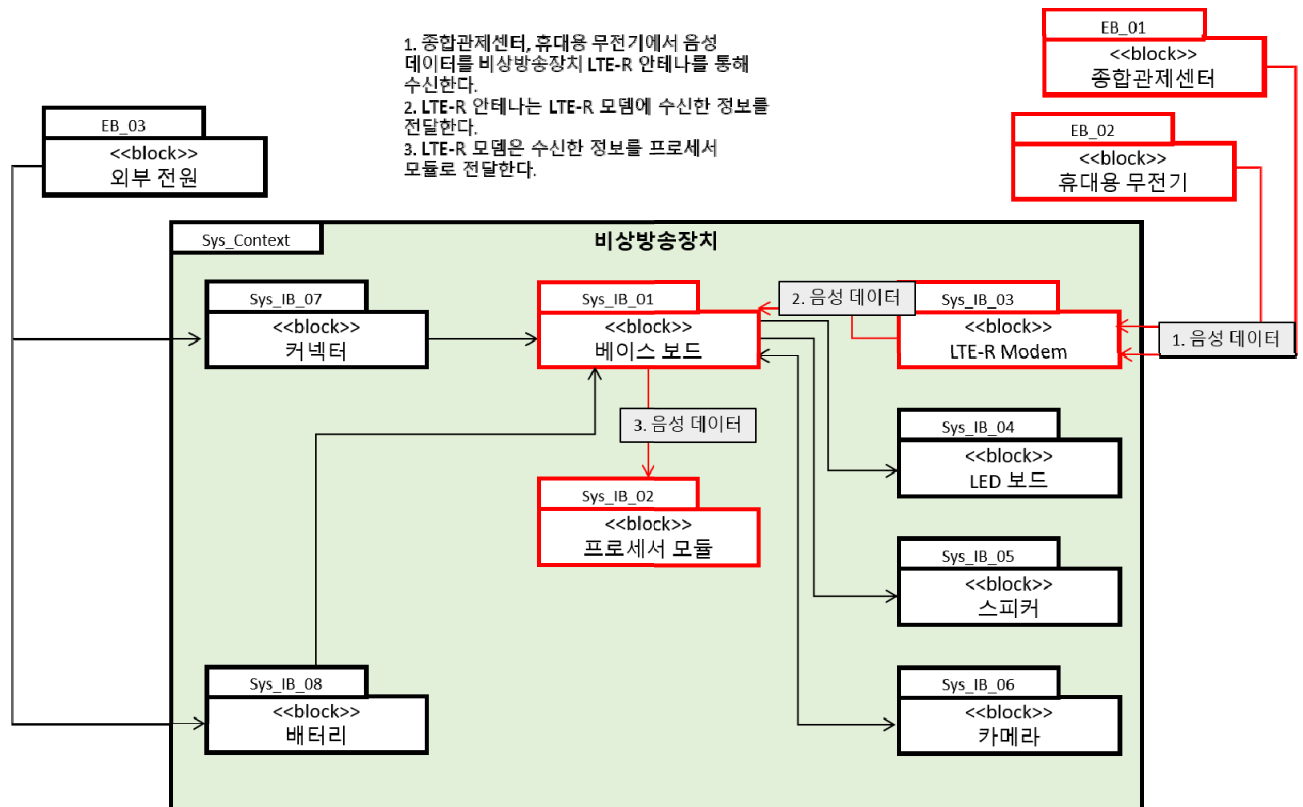 1. 종합관제센터, 휴대용 무전기에서 음성
데이터를 비상방송장치 LTE-R 안테나를 통해
수신한다.
2. LTE-R 안테나는 LTE-R 모뎀에 수신한 정보를
전달한다.
3. LTE-R 모뎀은 수신한 정보를 프로세서
모듈로 전달한다.
EB_01
<<block>>
종합관제센터
EB_02
<<block>>
휴대용 무전기
EB_03
<<block>>
외부 전원
Sys_Context
비상방송장치
Sys_IB_07
<<block>>
커넥터
Sys_IB_01
<<block>>
베이스 보드
2. 음성 데이터
Sys_IB_03
<<block>>
LTE-R Modem
1. 음성 데이터
3. 음성 데이터
Sys_IB_04
<<block>>
LED 보드
Sys_IB_02
<<block>>
프로세서 모듈
Sys_IB_05
<<block>>
스피커
Sys_IB_08
<<block>>
배터리
Sys_IB_06
<<block>>
카메라